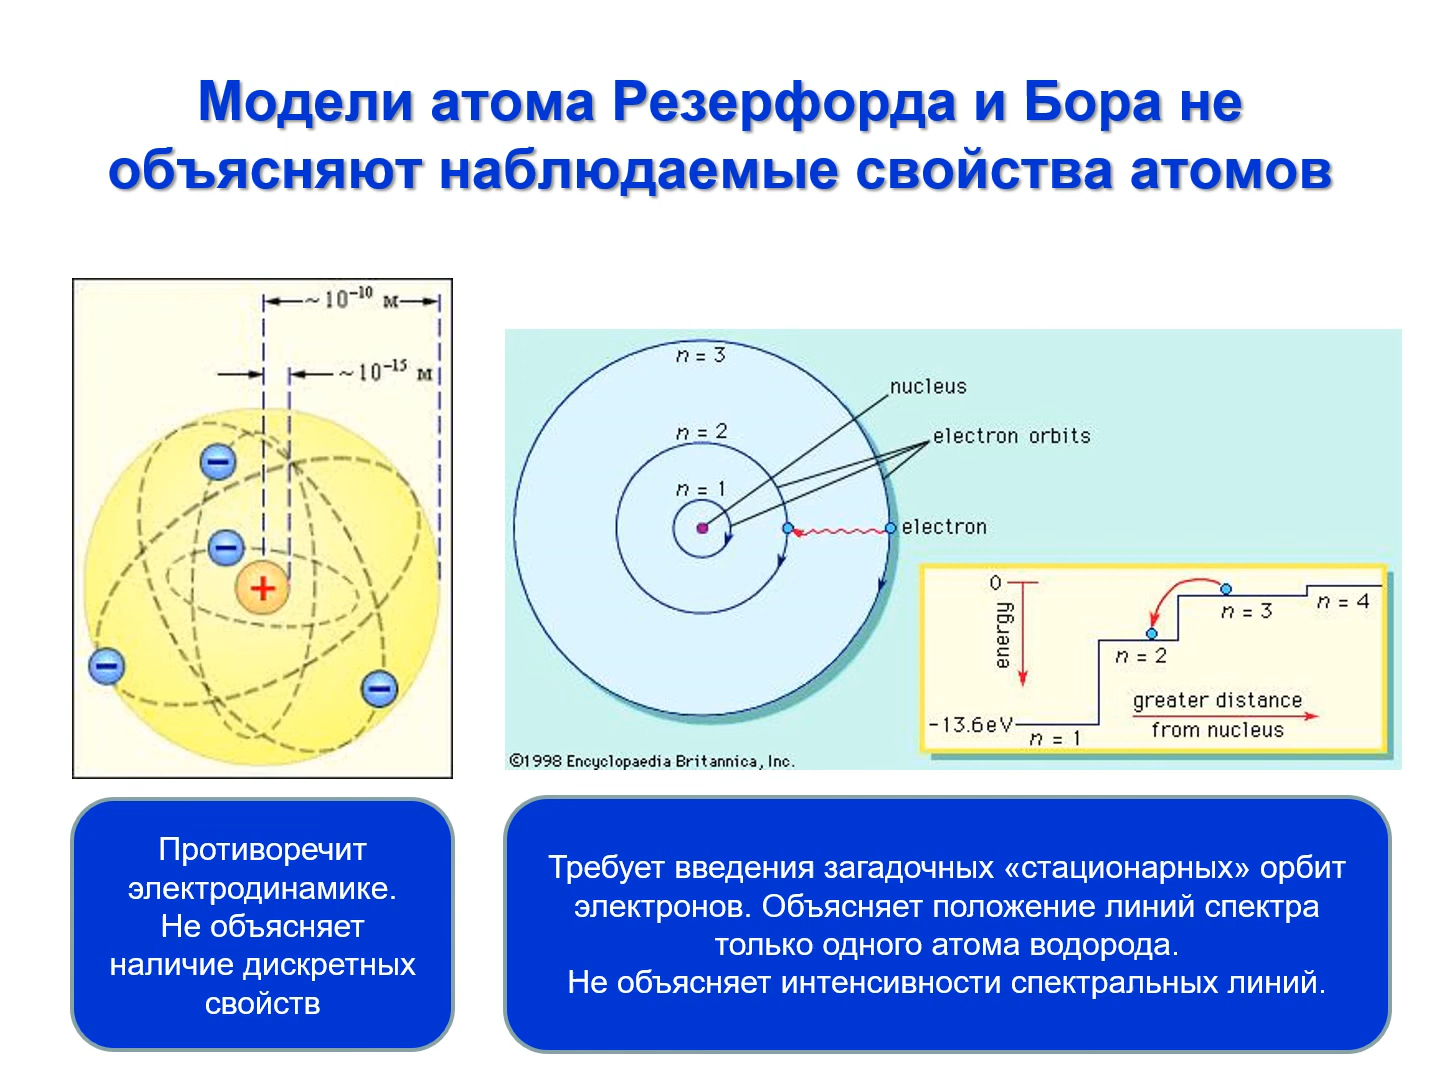 Модели атома Резерфорда и Бора не
объясняют наблюдаемые свойства атомов
~10⁻¹⁰ м
~10⁻¹⁵ м
−
−
+
−
−
n = 3
nucleus
n = 2
electron orbits
n = 1
electron
0
energy
n = 3
n = 4
n = 2
greater distance
from nucleus
-13.6eV
n = 1
©1998 Encyclopaedia Britannica, Inc.
Противоречит
электродинамике.
Не объясняет
наличие дискретных
свойств
Требует введения загадочных «стационарных» орбит
электронов. Объясняет положение линий спектра
только одного атома водорода.
Не объясняет интенсивности спектральных линий.